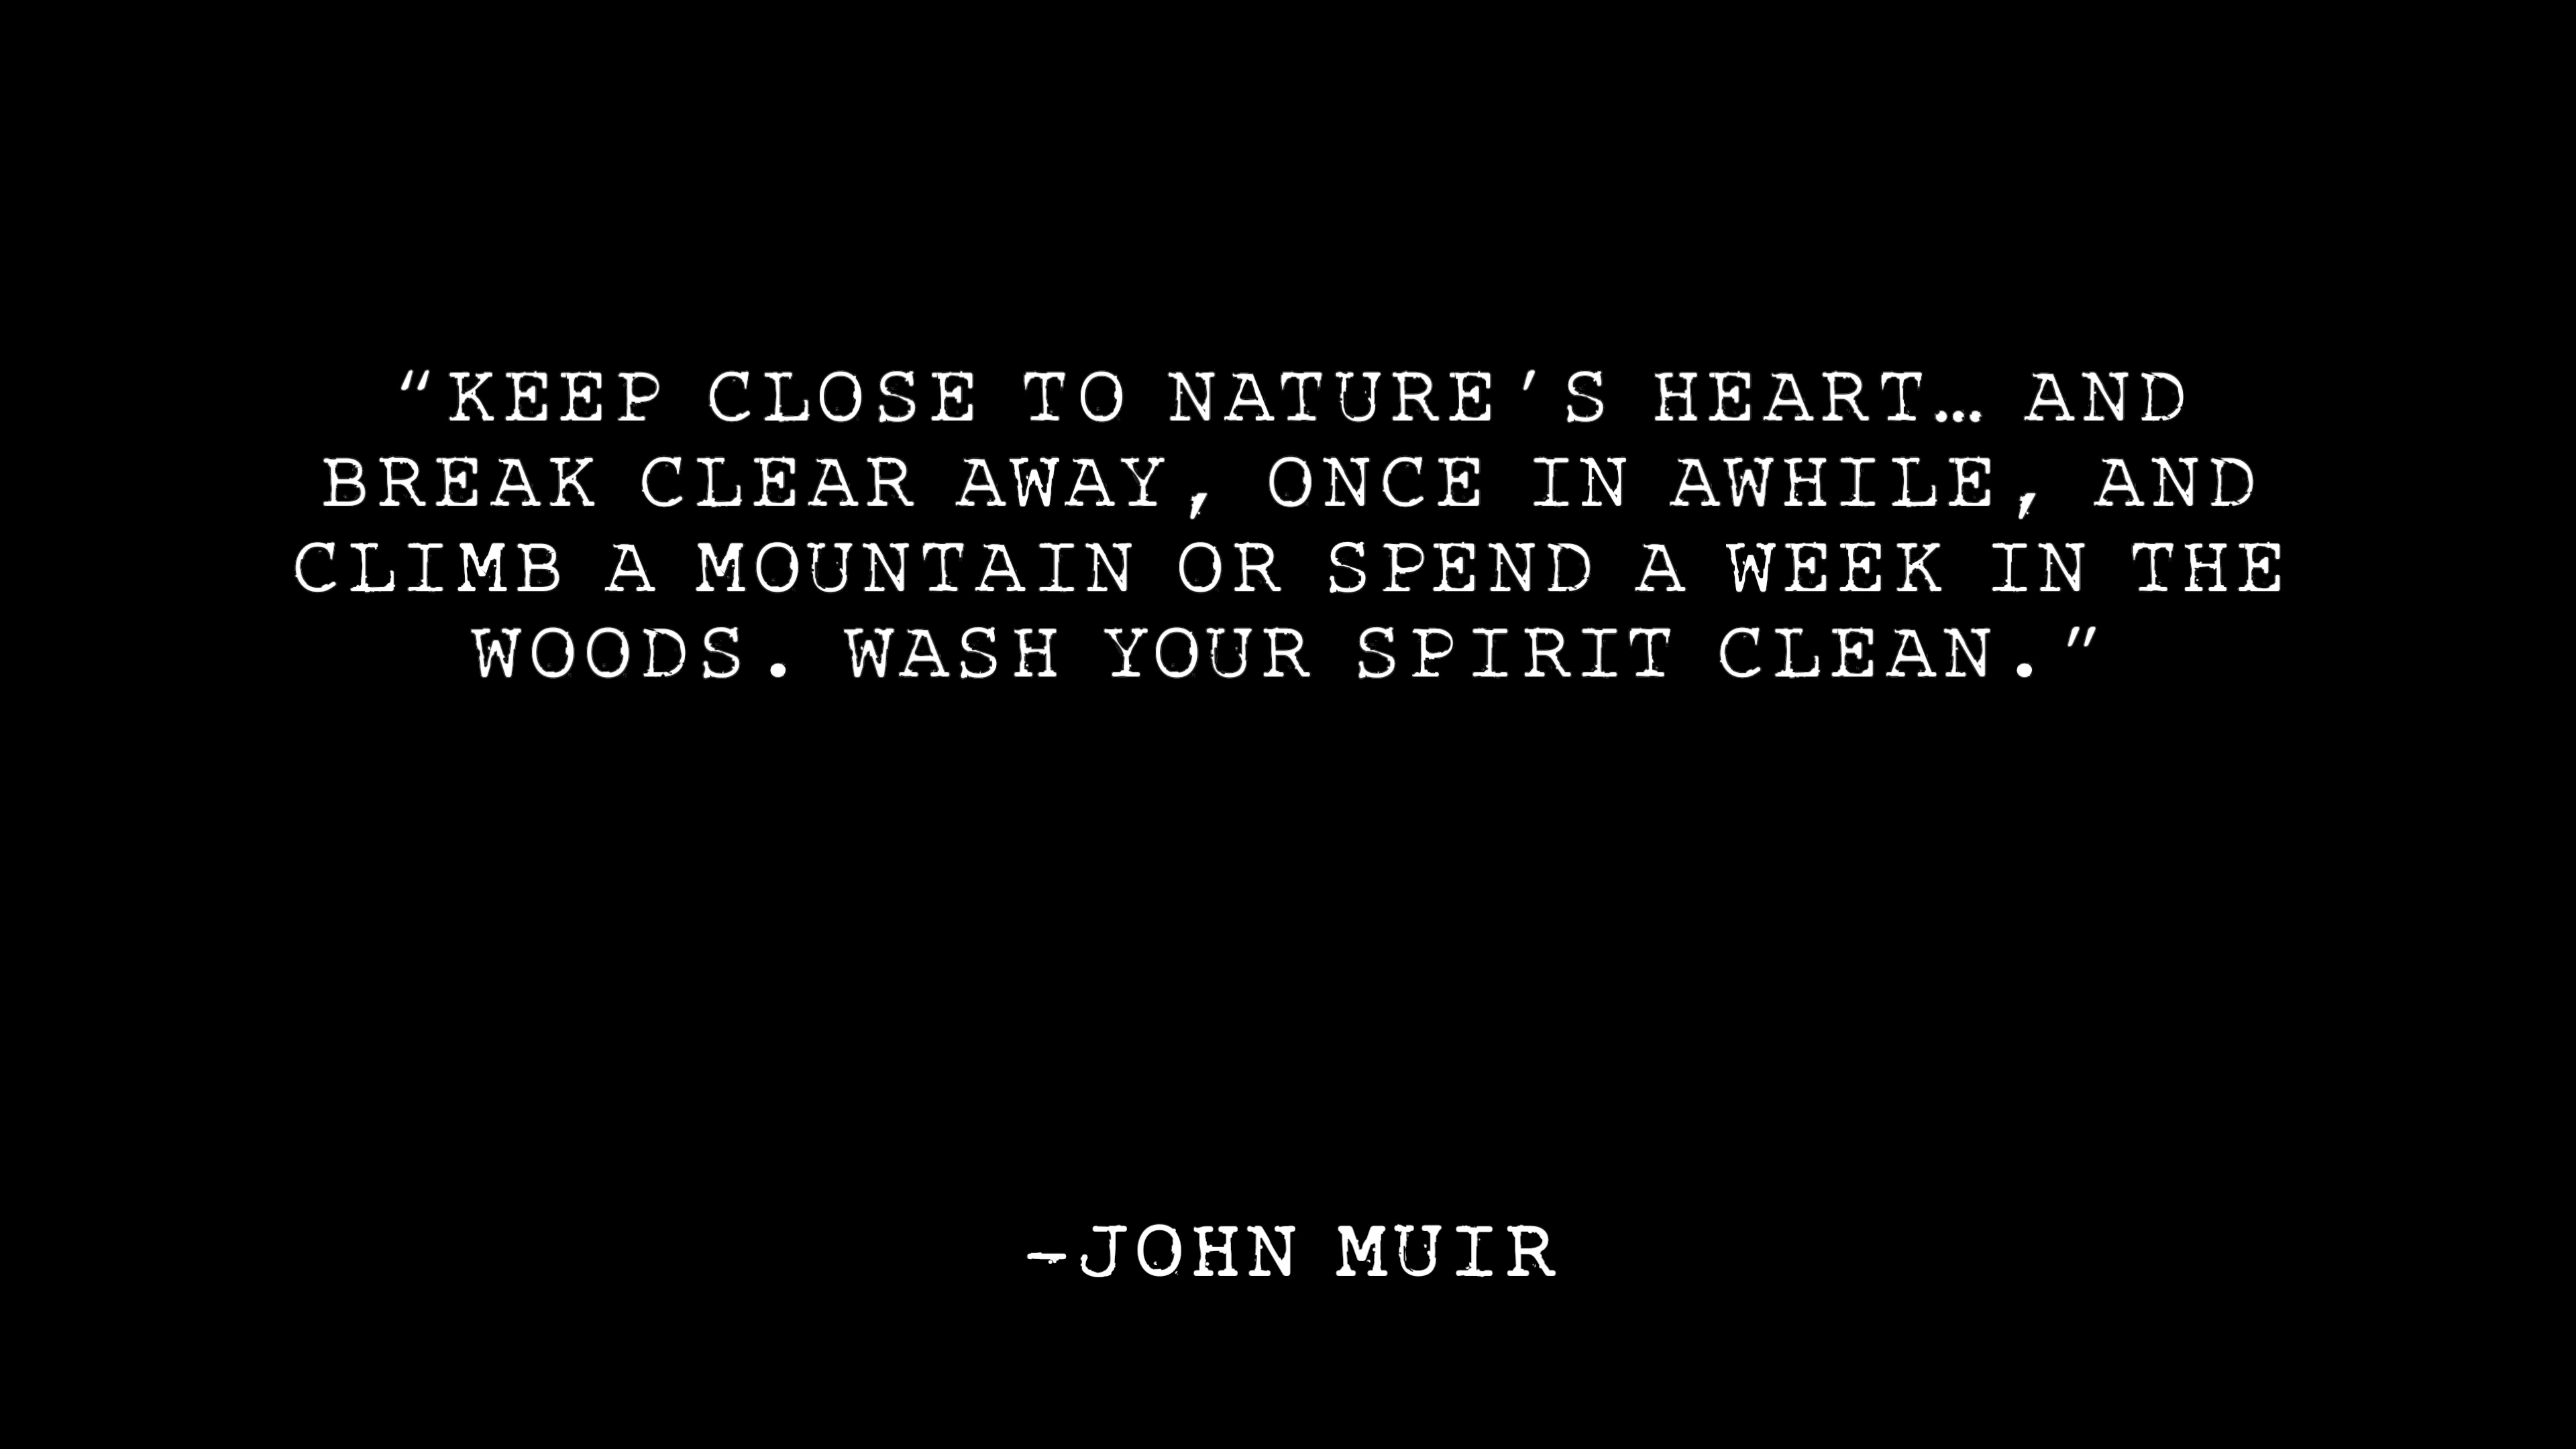 “KEEP CLOSE TO NATURE’S HEART… AND
BREAK CLEAR AWAY, ONCE IN AWHILE, AND
CLIMB A MOUNTAIN OR SPEND A WEEK IN THE
WOODS. WASH YOUR SPIRIT CLEAN.”
-JOHN MUIR